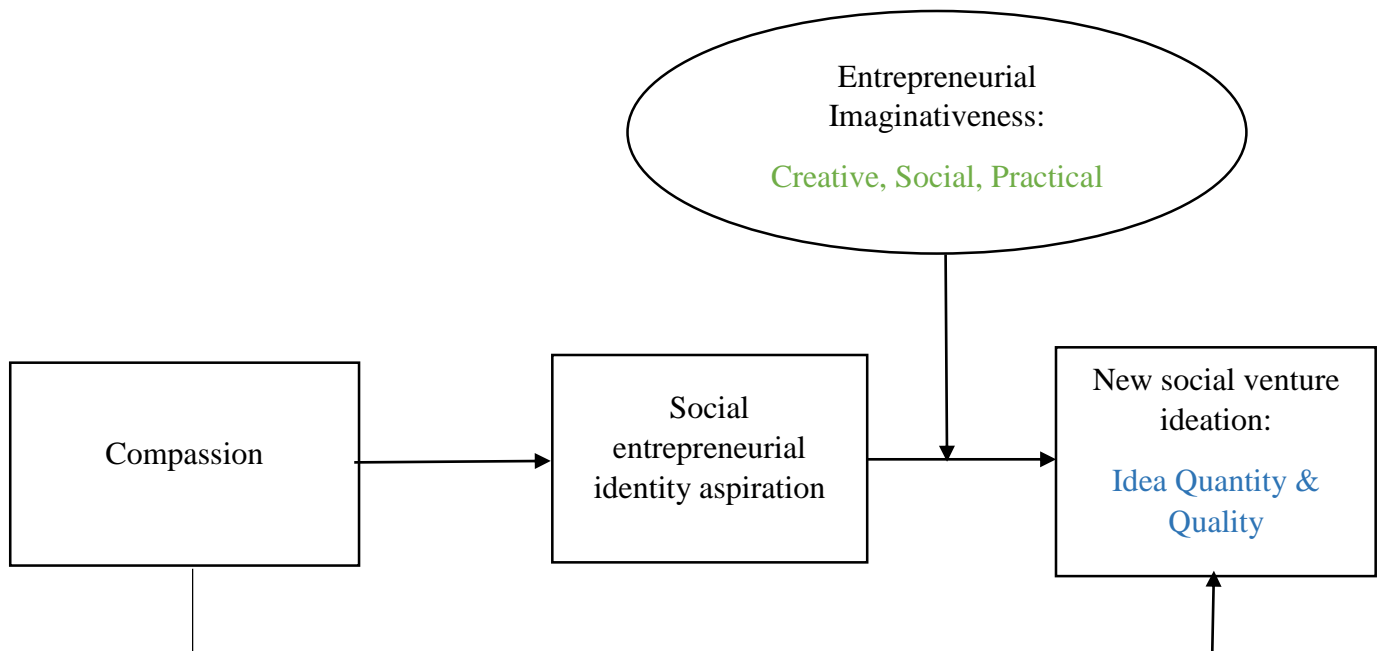 Entrepreneurial
Imaginativeness:
Creative, Social, Practical
Compassion
Social
entrepreneurial
identity aspiration
New social venture
ideation:
Idea Quantity &
Quality